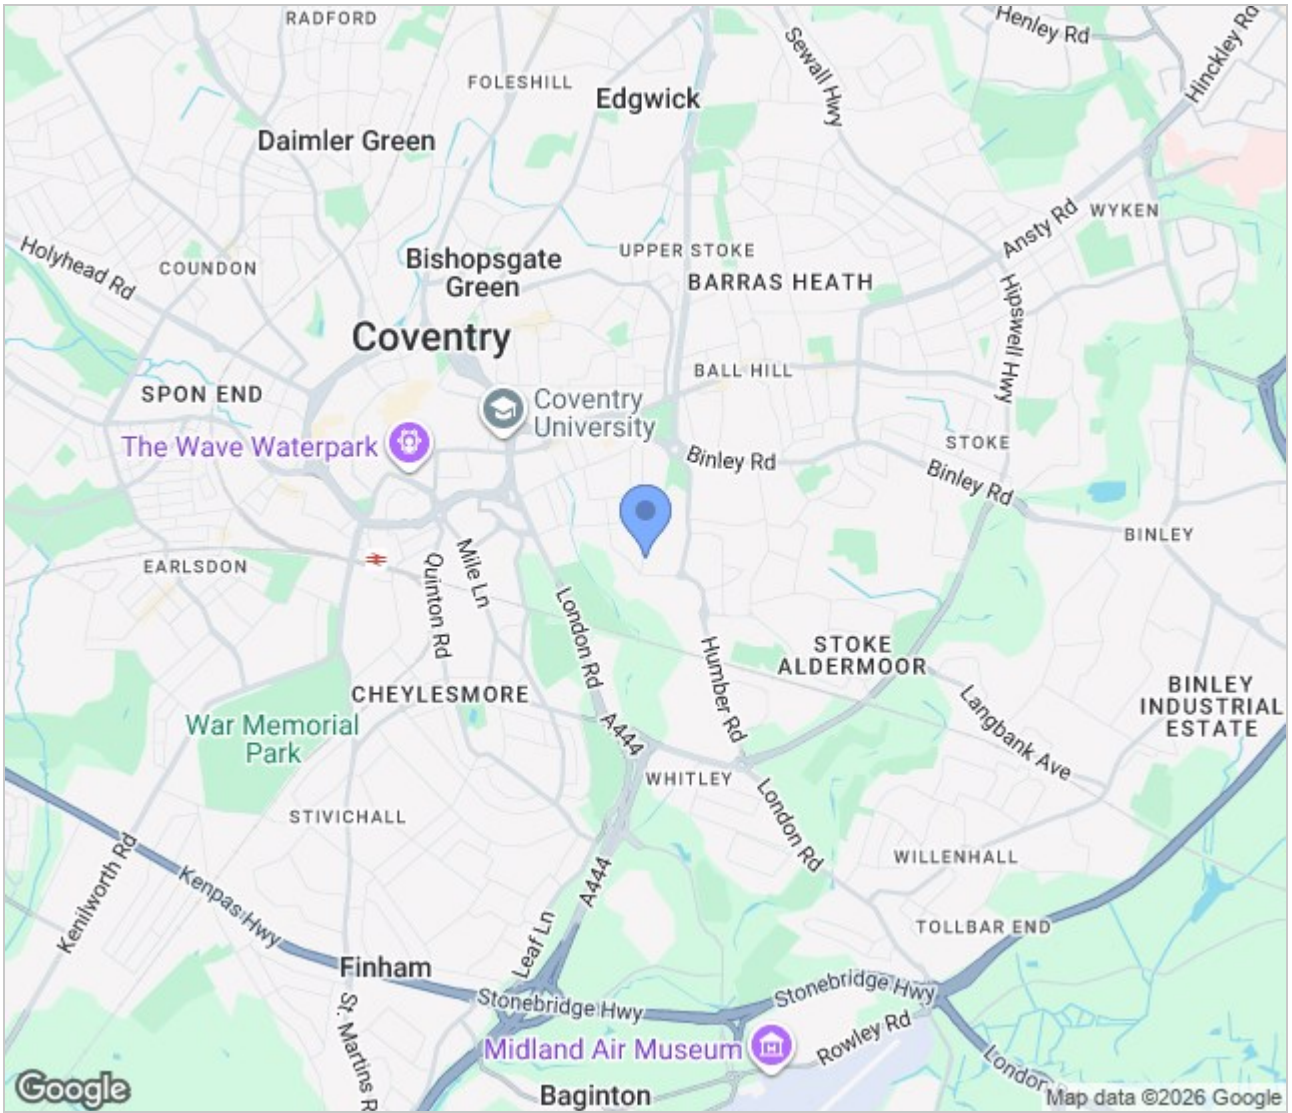 RADFORD
Henley Rd
Hinckley Rd
Sewall Hwy
FOLESHILL
Edgwick
Daimler Green
WYKEN
Ansty Rd
Holyhead Rd
COUNDON
Bishopsgate
Green
UPPER STOKE
BARRAS HEATH
Hipswell Hwy
Coventry
BALL HILL
SPON END
Coventry
University
The Wave Waterpark
STOKE
Binley Rd
Binley Rd
BINLEY
EARLSDON
Quinton Rd
Mile Ln
London Rd
Humber Rd
STOKE
ALDERMOOR
CHEYLESMORE
BINLEY
INDUSTRIAL
ESTATE
War Memorial
Park
A444
Langbank Ave
WHITLEY
London Rd
STIVICHALL
WILLENHALL
Kenilworth Rd
Kenpas Hwy
A444
Leaf Ln
TOLLBAR END
Finham
Stonebridge Hwy
Stonebridge Hwy
St. Martins R
Midland Air Museum
Rowley Rd
London
Google
Baginton
Map data ©2026 Google